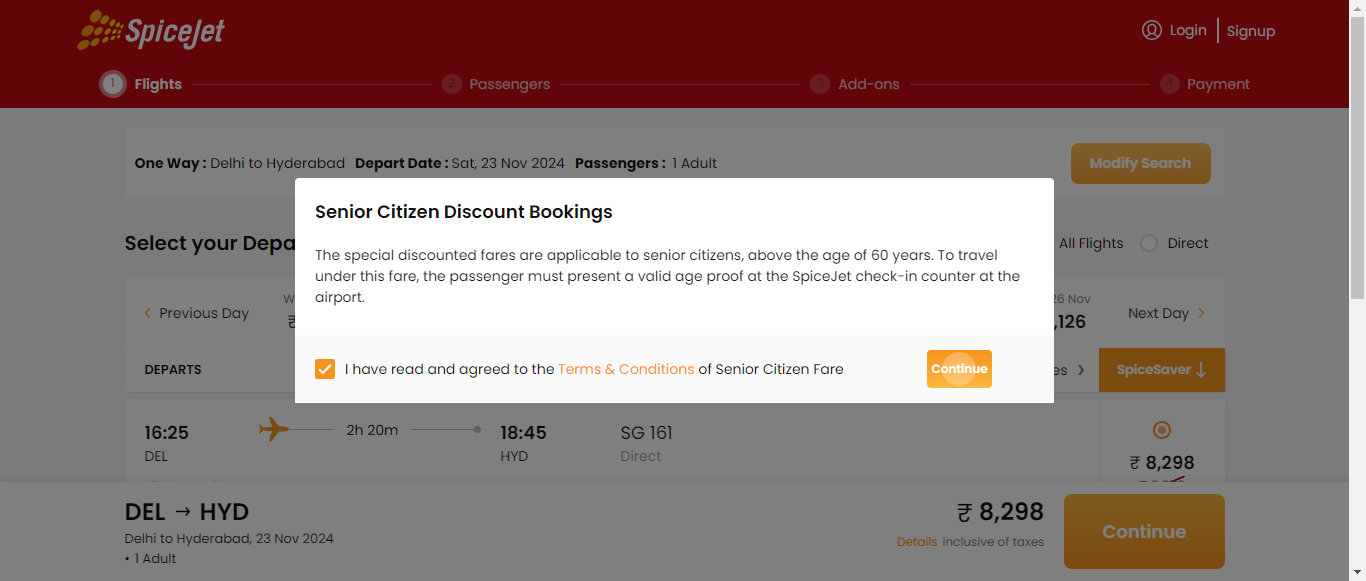 SpiceJet
Login
Signup
1 Flights
2 Passengers
3 Add-ons
4 Payment
One Way : Delhi to Hyderabad Depart Date : Sat, 23 Nov 2024 Passengers : 1 Adult
Modify Search
Senior Citizen Discount Bookings
The special discounted fares are applicable to senior citizens, above the age of 60 years. To travel
under this fare, the passenger must present a valid age proof at the SpiceJet check-in counter at the
airport.
I have read and agreed to the Terms & Conditions of Senior Citizen Fare
Continue
Select your Depa
All Flights
Direct
Previous Day
26 Nov
,126
Next Day
DEPARTS
SpiceSaver
16:25
DEL
2h 20m
18:45
HYD
SG 161
Direct
₹ 8,298
DEL → HYD
Delhi to Hyderabad, 23 Nov 2024
• 1 Adult
₹ 8,298
Details inclusive of taxes
Continue